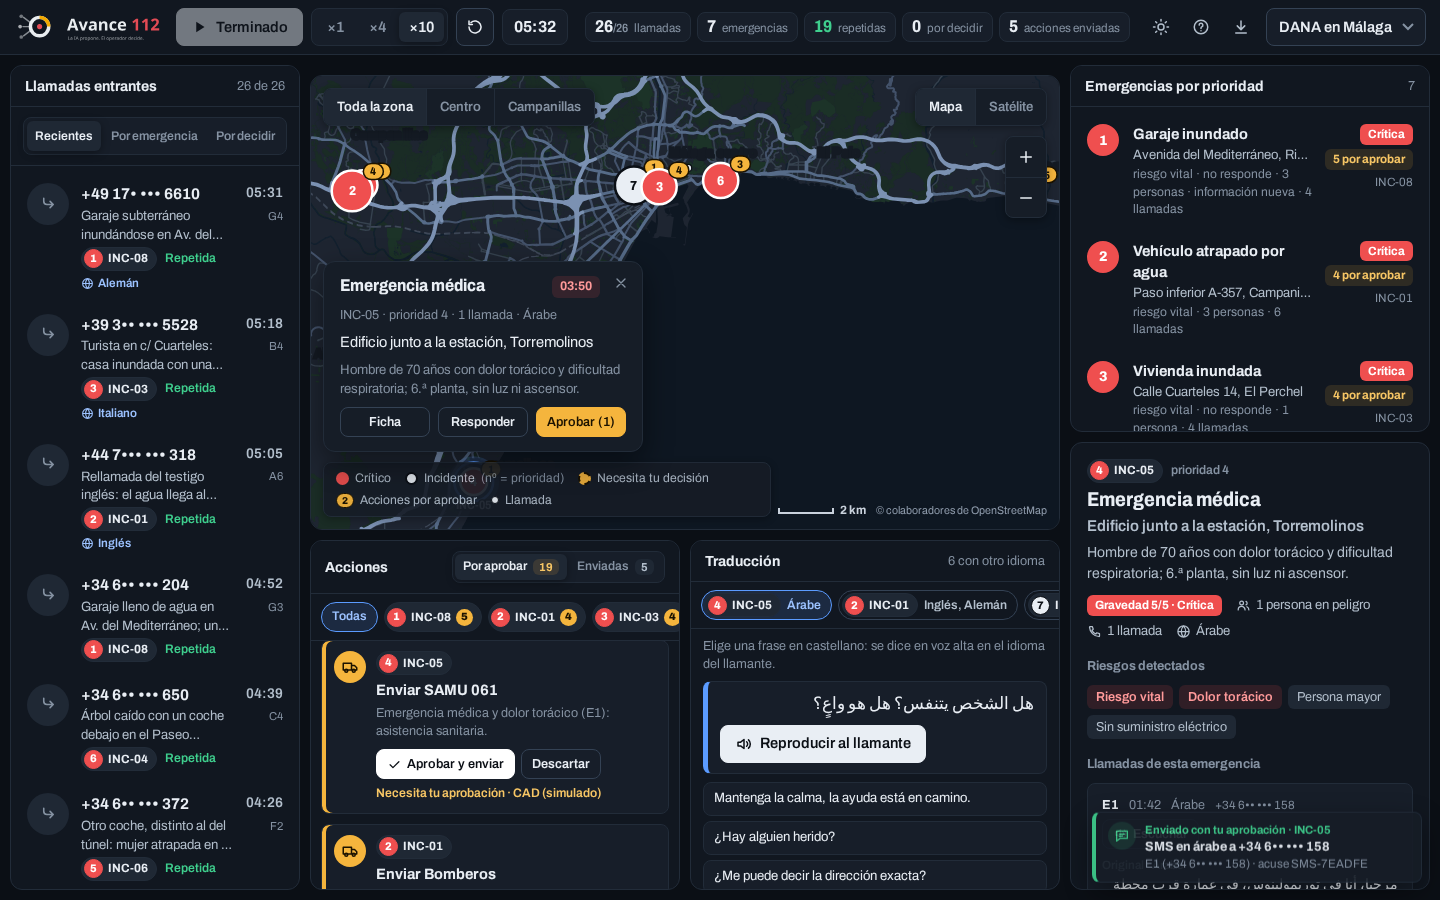 Avance 112
La IA propone. El operador decide.
Terminado
×1 ×4 ×10
05:32
26/26 llamadas
7 emergencias
19 repetidas
0 por decidir
5 acciones enviadas
DANA en Málaga
Llamadas entrantes
26 de 26
Recientes Por emergencia Por decidir
+49 17• ••• 6610 05:31
Garaje subterráneo G4
inundándose en Av. del...
1 INC-08 Repetida
Alemán
+39 3•• ••• 5528 05:18
Turista en c/ Cuarteles: B4
casa inundada con una...
3 INC-03 Repetida
Italiano
+44 7••• ••• 318 05:05
Rellamada del testigo A6
inglés: el agua llega al...
2 INC-01 Repetida
Inglés
+34 6•• ••• 204 04:52
Garaje lleno de agua en G3
Av. del Mediterráneo; un...
1 INC-08 Repetida
+34 6•• ••• 650 04:39
Árbol caído con un coche C4
debajo en el Paseo...
6 INC-04 Repetida
+34 6•• ••• 372 04:26
Otro coche, distinto al del F2
túnel: mujer atrapada en ...
5 INC-06 Repetida
Toda la zona Centro Campanillas
Mapa Satélite
2 4
7 1 3 4
6 3
5
+
−
Emergencia médica 03:50
INC-05 · prioridad 4 · 1 llamada · Árabe
Edificio junto a la estación, Torremolinos
Hombre de 70 años con dolor torácico y dificultad
respiratoria; 6.ª planta, sin luz ni ascensor.
Ficha Responder Aprobar (1)
Crítico Incidente (nº = prioridad) Necesita tu decisión
2 Acciones por aprobar Llamada
2 km © colaboradores de OpenStreetMap
Acciones
Por aprobar 19 Enviadas 5
Todas 1 INC-08 5 2 INC-01 4 3 INC-03 4
4 INC-05
Enviar SAMU 061
Emergencia médica y dolor torácico (E1):
asistencia sanitaria.
Aprobar y enviar Descartar
Necesita tu aprobación · CAD (simulado)
2 INC-01
Enviar Bomberos
Traducción
6 con otro idioma
4 INC-05 Árabe 2 INC-01 Inglés, Alemán 7
Elige una frase en castellano: se dice en voz alta en el idioma
del llamante.
هل الشخص يتنفس؟ هل هو واعٍ؟
Reproducir al llamante
Mantenga la calma, la ayuda está en camino.
¿Hay alguien herido?
¿Me puede decir la dirección exacta?
Emergencias por prioridad 7
1 Garaje inundado Crítica
Avenida del Mediterráneo, Ri... 5 por aprobar
riesgo vital · no responde · 3 INC-08
personas · información nueva · 4
llamadas
2 Vehículo atrapado por Crítica
agua 4 por aprobar
Paso inferior A-357, Campani... INC-01
riesgo vital · 3 personas · 6
llamadas
3 Vivienda inundada Crítica
Calle Cuarteles 14, El Perchel 4 por aprobar
riesgo vital · no responde · 1 INC-03
persona · 4 llamadas
4 INC-05 prioridad 4
Emergencia médica
Edificio junto a la estación, Torremolinos
Hombre de 70 años con dolor torácico y dificultad
respiratoria; 6.ª planta, sin luz ni ascensor.
Gravedad 5/5 · Crítica 1 persona en peligro
1 llamada Árabe
Riesgos detectados
Riesgo vital Dolor torácico Persona mayor
Sin suministro eléctrico
Llamadas de esta emergencia
E1 01:42 Árabe +34 6•• ••• 158
Enviado con tu aprobación · INC-05
SMS en árabe a +34 6•• ••• 158
E1 (+34 6•• ••• 158) · acuse SMS-7EADFE